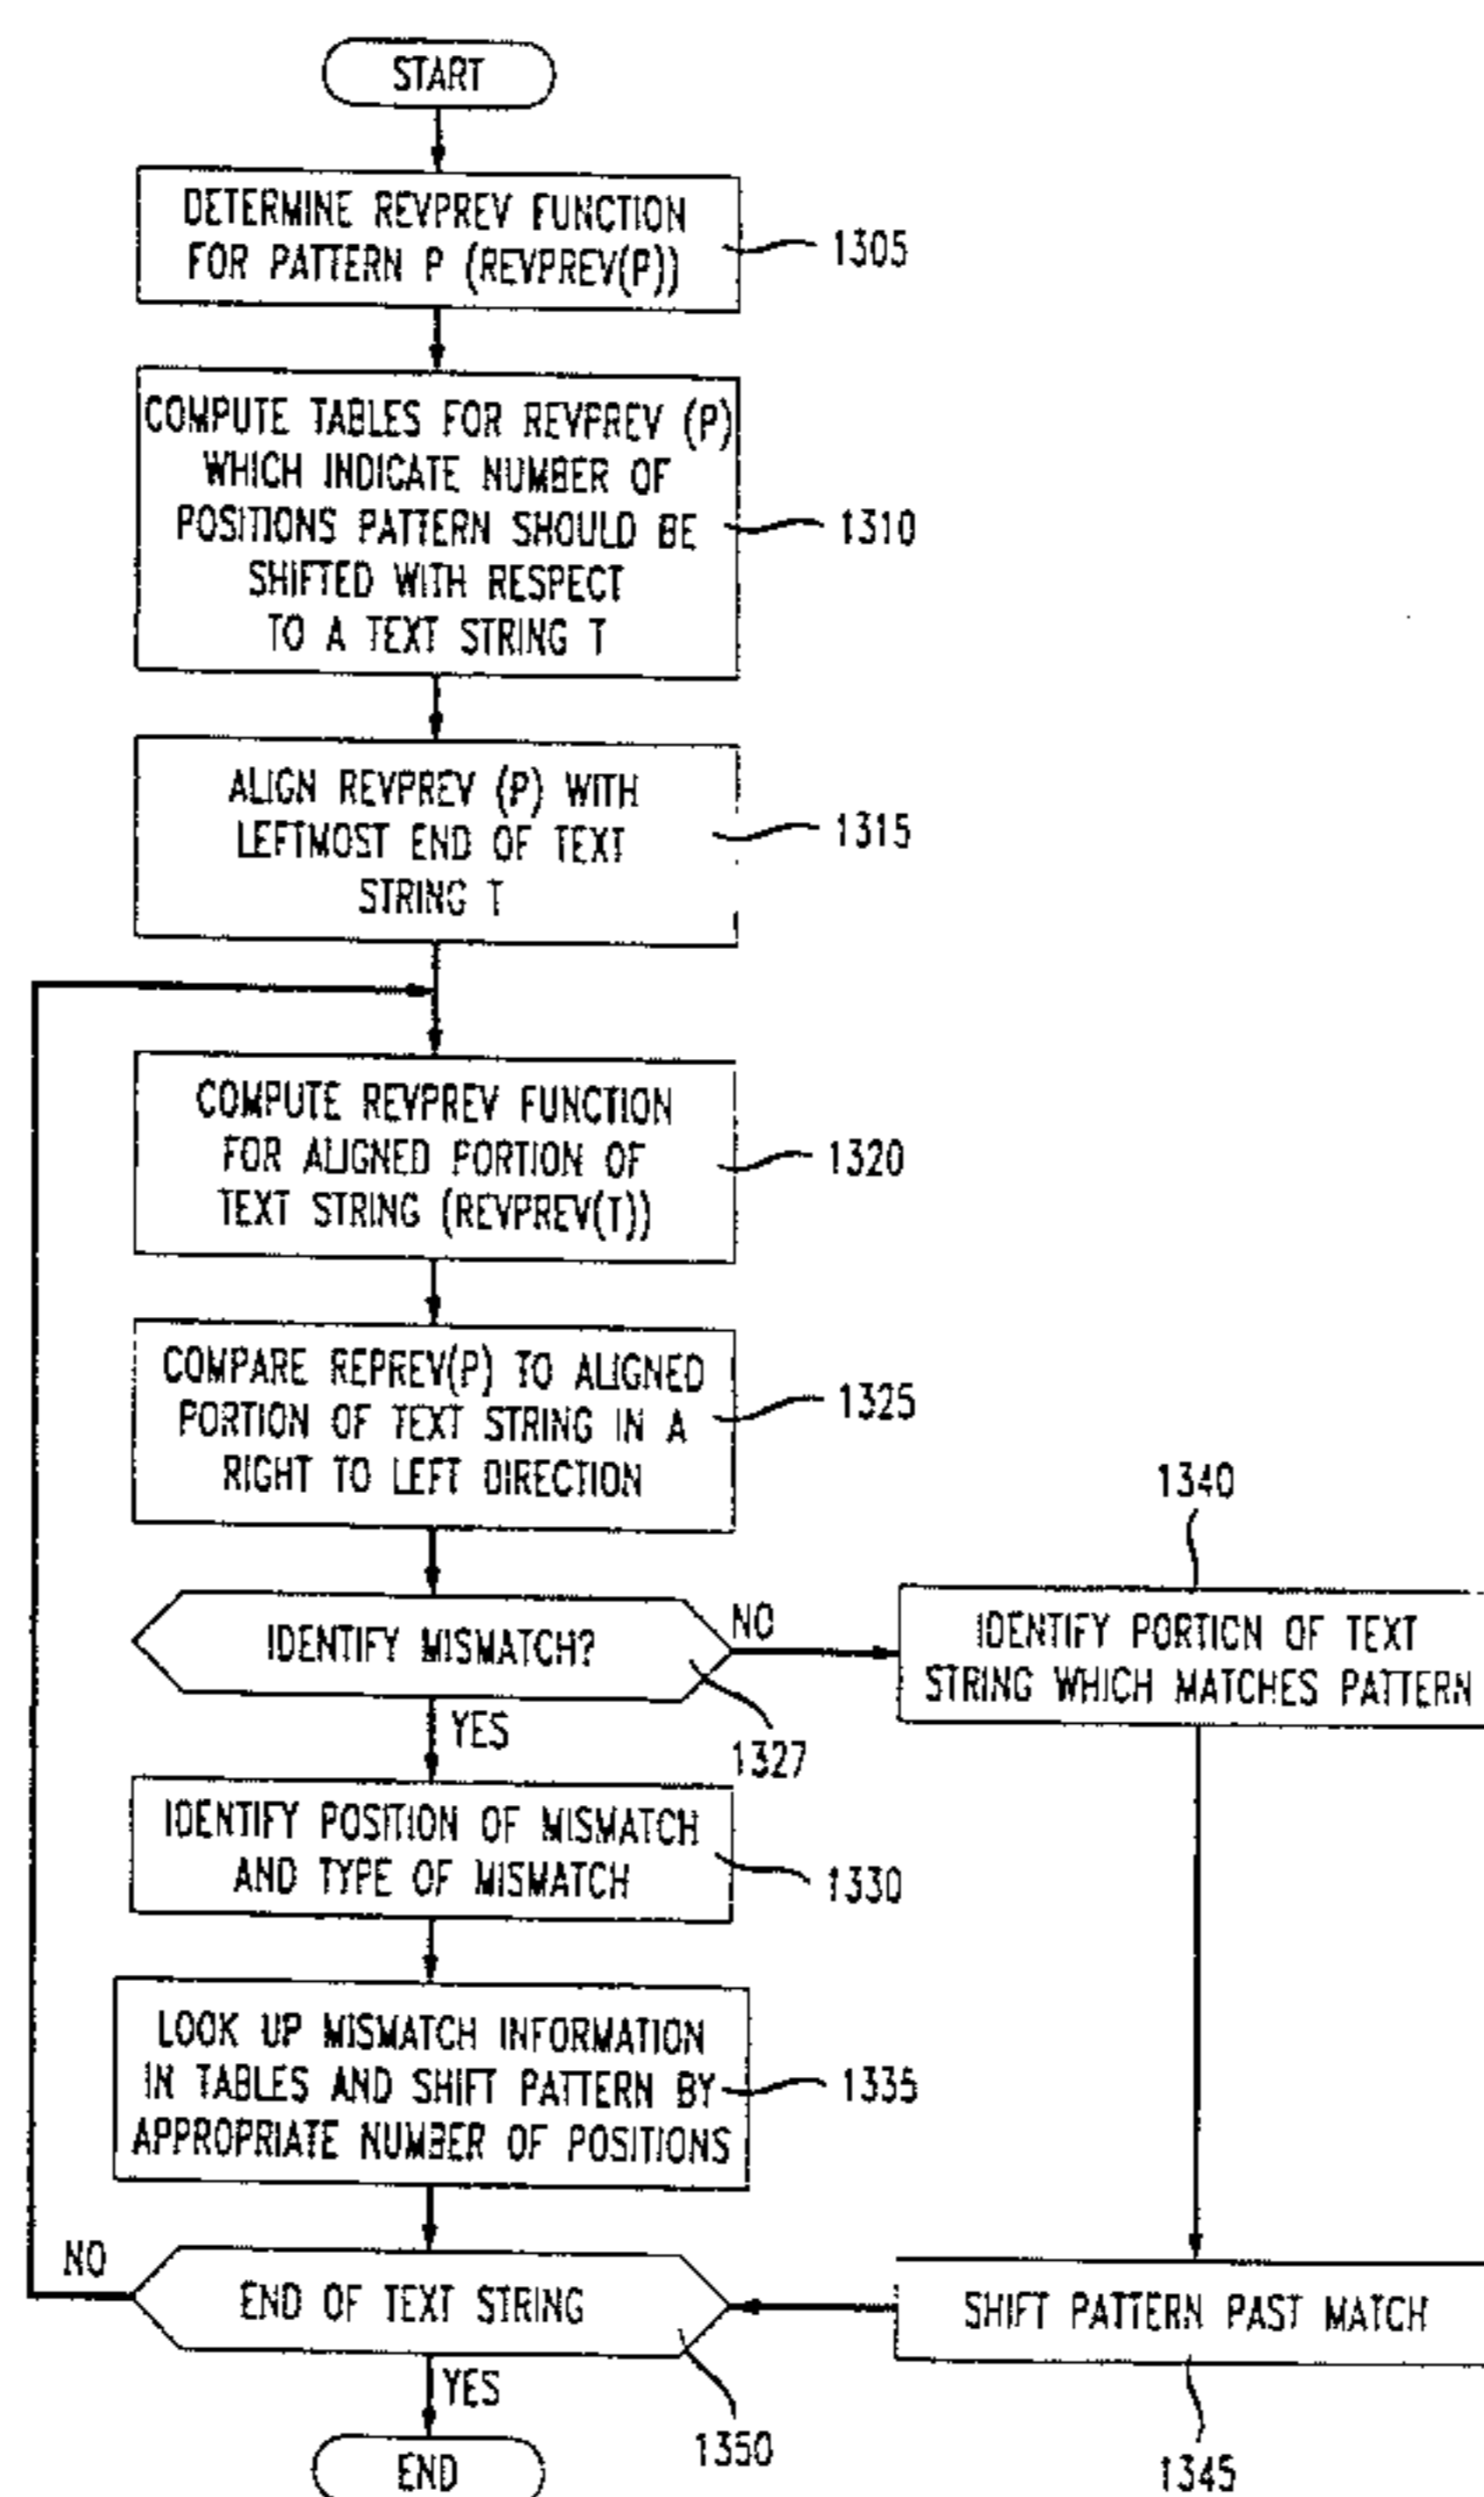 START
DETERMINE REVPREV FUNCTION
FOR PATTERN P (REVPREV(P))
1305
COMPUTE TABLES FOR REVPREV (P)
WHICH INDICATE NUMBER OF
POSITIONS PATTERN SHOULD BE
SHIFTED WITH RESPECT
TO A TEXT STRING T
1310
ALIGN REVPREV (P) WITH
LEFTMOST END OF TEXT
STRING T
1315
COMPUTE REVPREV FUNCTION
FOR ALIGNED PORTION OF
TEXT STRING (REVPREV(T))
1320
COMPARE REPREV(P) TO ALIGNED
PORTION OF TEXT STRING IN A
RIGHT TO LEFT DIRECTION
1325
IDENTIFY MISMATCH?
NO
YES
1327
1340
IDENTIFY PORTION OF TEXT
STRING WHICH MATCHES PATTERN
IDENTIFY POSITION OF MISMATCH
AND TYPE OF MISMATCH
1330
LOOK UP MISMATCH INFORMATION
IN TABLES AND SHIFT PATTERN BY
APPROPRIATE NUMBER OF POSITIONS
1335
NO
END OF TEXT STRING
YES
1350
SHIFT PATTERN PAST MATCH
1345
END